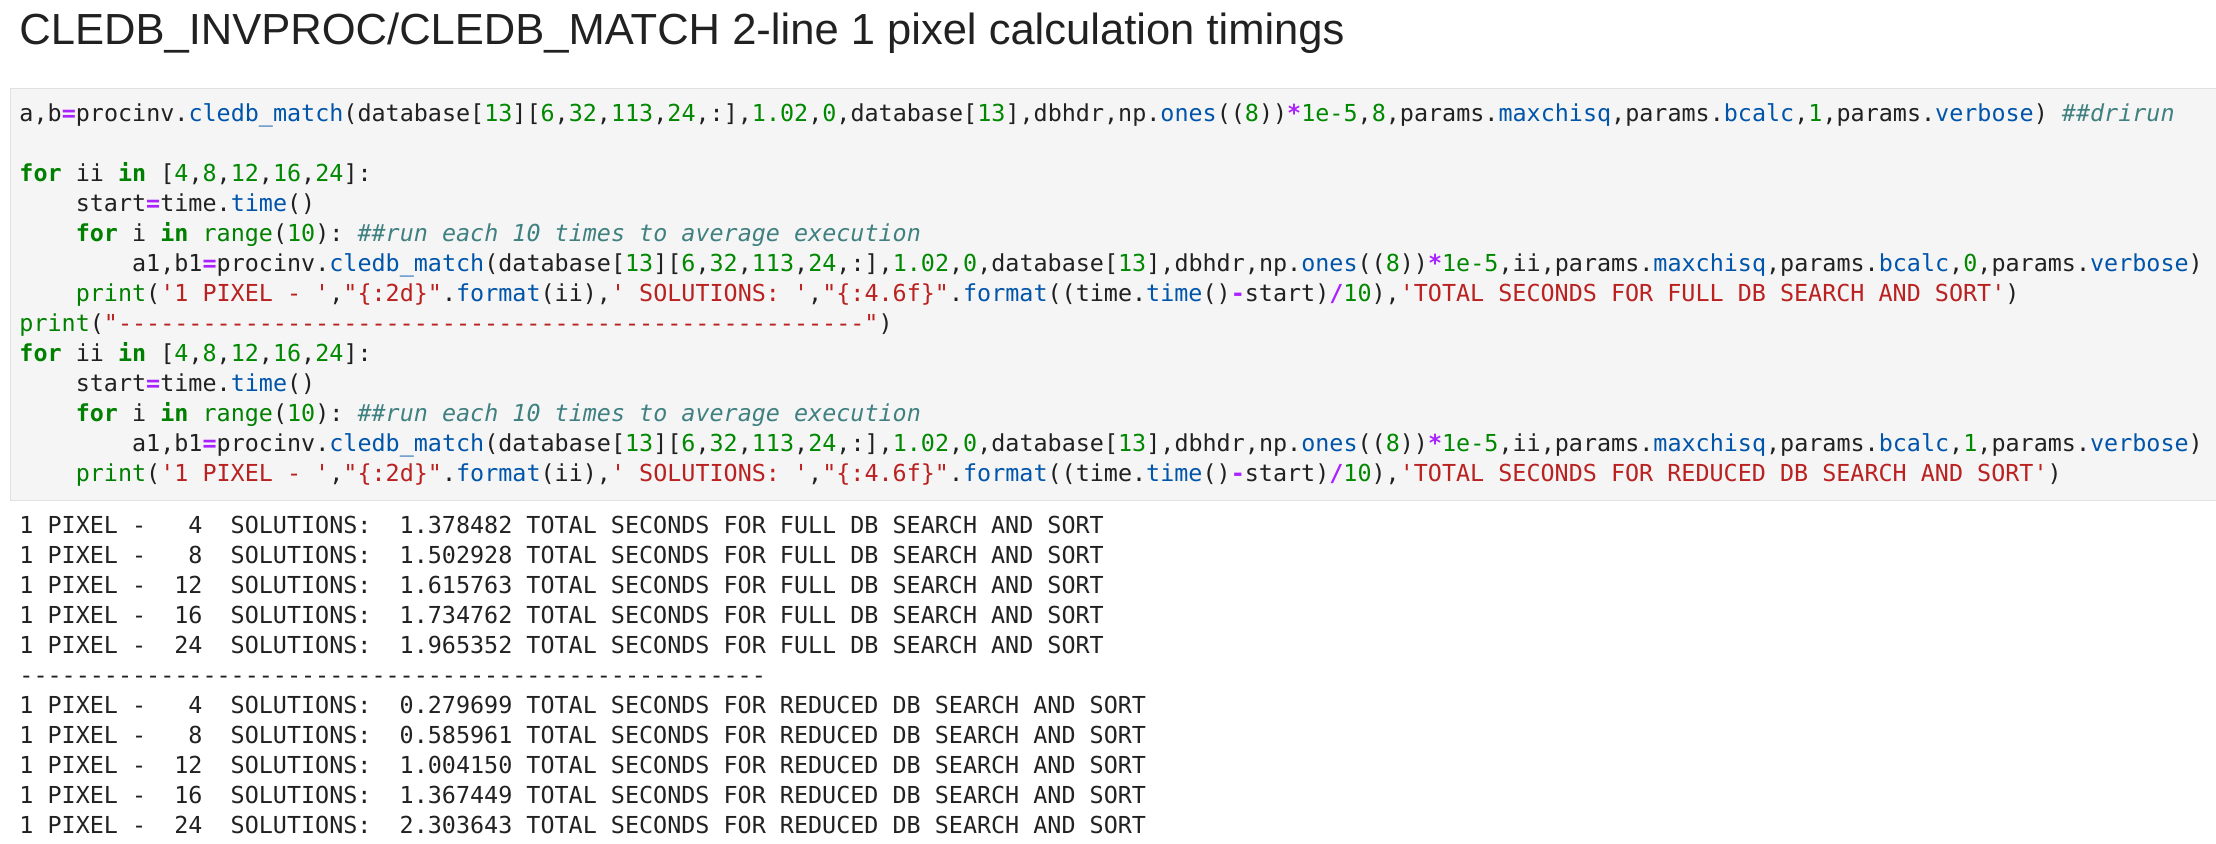 CLEDB_INVPROC/CLEDB_MATCH 2-line 1 pixel calculation timings
a,b=procinv.cledb_match(database[13][6,32,113,24,:],1.02,0,database[13],dbhdr,np.ones((8))*1e-5,8,params.maxchisq,params.bcalc,1,params.verbose) ##drirun

for ii in [4,8,12,16,24]:
    start=time.time()
    for i in range(10): ##run each 10 times to average execution
        a1,b1=procinv.cledb_match(database[13][6,32,113,24,:],1.02,0,database[13],dbhdr,np.ones((8))*1e-5,ii,params.maxchisq,params.bcalc,0,params.verbose)
    print('1 PIXEL - ',"{:2d}".format(ii),' SOLUTIONS: ',"{:4.6f}".format((time.time()-start)/10),'TOTAL SECONDS FOR FULL DB SEARCH AND SORT')
print("-----------------------------------------------------")
for ii in [4,8,12,16,24]:
    start=time.time()
    for i in range(10): ##run each 10 times to average execution
        a1,b1=procinv.cledb_match(database[13][6,32,113,24,:],1.02,0,database[13],dbhdr,np.ones((8))*1e-5,ii,params.maxchisq,params.bcalc,1,params.verbose)
    print('1 PIXEL - ',"{:2d}".format(ii),' SOLUTIONS: ',"{:4.6f}".format((time.time()-start)/10),'TOTAL SECONDS FOR REDUCED DB SEARCH AND SORT')
1 PIXEL -   4  SOLUTIONS:  1.378482 TOTAL SECONDS FOR FULL DB SEARCH AND SORT
1 PIXEL -   8  SOLUTIONS:  1.502928 TOTAL SECONDS FOR FULL DB SEARCH AND SORT
1 PIXEL -  12  SOLUTIONS:  1.615763 TOTAL SECONDS FOR FULL DB SEARCH AND SORT
1 PIXEL -  16  SOLUTIONS:  1.734762 TOTAL SECONDS FOR FULL DB SEARCH AND SORT
1 PIXEL -  24  SOLUTIONS:  1.965352 TOTAL SECONDS FOR FULL DB SEARCH AND SORT
-----------------------------------------------------
1 PIXEL -   4  SOLUTIONS:  0.279699 TOTAL SECONDS FOR REDUCED DB SEARCH AND SORT
1 PIXEL -   8  SOLUTIONS:  0.585961 TOTAL SECONDS FOR REDUCED DB SEARCH AND SORT
1 PIXEL -  12  SOLUTIONS:  1.004150 TOTAL SECONDS FOR REDUCED DB SEARCH AND SORT
1 PIXEL -  16  SOLUTIONS:  1.367449 TOTAL SECONDS FOR REDUCED DB SEARCH AND SORT
1 PIXEL -  24  SOLUTIONS:  2.303643 TOTAL SECONDS FOR REDUCED DB SEARCH AND SORT